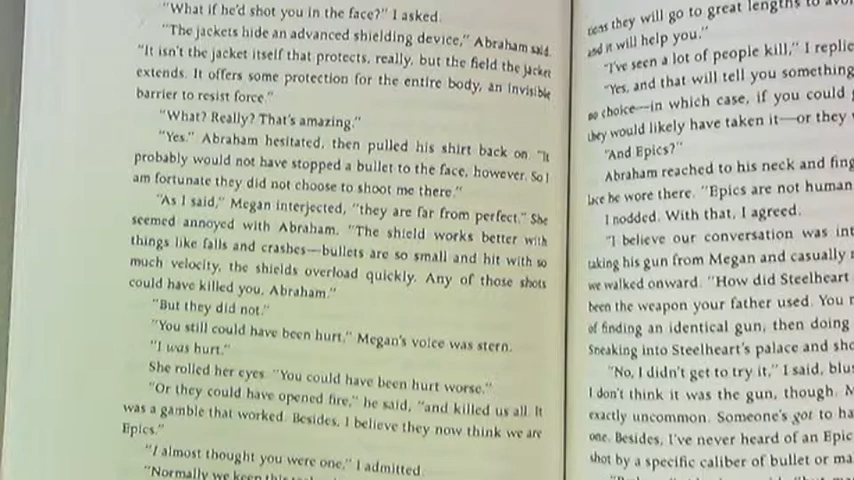 "What if he'd shot you in the face?" I asked.
"The jackets hide an advanced shielding device," Abraham said.
"It isn't the jacket itself that protects, really, but the field the jacket
extends. It offers some protection for the entire body, an invisible
barrier to resist force."
"What? Really? That's amazing."
"Yes." Abraham hesitated, then pulled his shirt back on. "It
probably would not have stopped a bullet to the face, however. So I
am fortunate they did not choose to shoot me there."
"As I said," Megan interjected, "they are far from perfect." She
seemed annoyed with Abraham. "The shield works better with
things like falls and crashes—bullets are so small and hit with so
much velocity, the shields overload quickly. Any of those shots
could have killed you, Abraham."
"But they did not."
"You still could have been hurt." Megan's voice was stern.
"I was hurt."
She rolled her eyes. "You could have been hurt worse."
"Or they could have opened fire," he said, "and killed us all. It
was a gamble that worked. Besides, I believe they now think we are
Epics."
"I almost thought you were one," I admitted.
"Normally we keep this
they will go to great lengths to
and it will help you."
"I've seen a lot of people kill," I
"Yes, and that will tell you something
no choice—in which case, if you could
they would likely have taken it—or they
"And Epics?"
Abraham reached to his neck and
he wore there. "Epics are not human
I nodded. With that, I agreed.
"I believe our conversation was
taking his gun from Megan and casually
we walked onward. "How did Steelheart
been the weapon your father used. You
of finding an identical gun, then doing
Sneaking into Steelheart's palace and
"No, I didn't get to try it," I said,
I don't think it was the gun, though.
exactly uncommon. Someone's got to
one. Besides, I've never heard of an Epic
shot by a specific caliber of bullet or